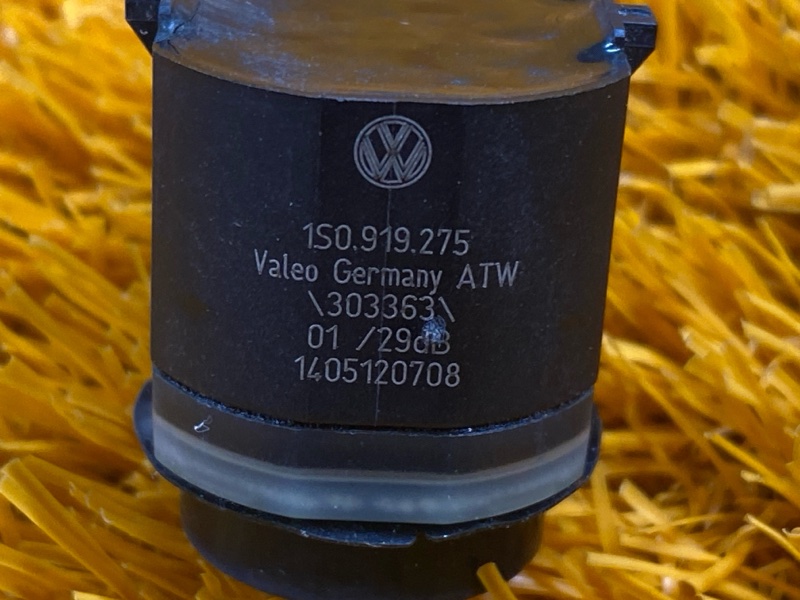 1S0.919.275
Valeo Germany ATW
\303363\
01 /29dB
1405120708